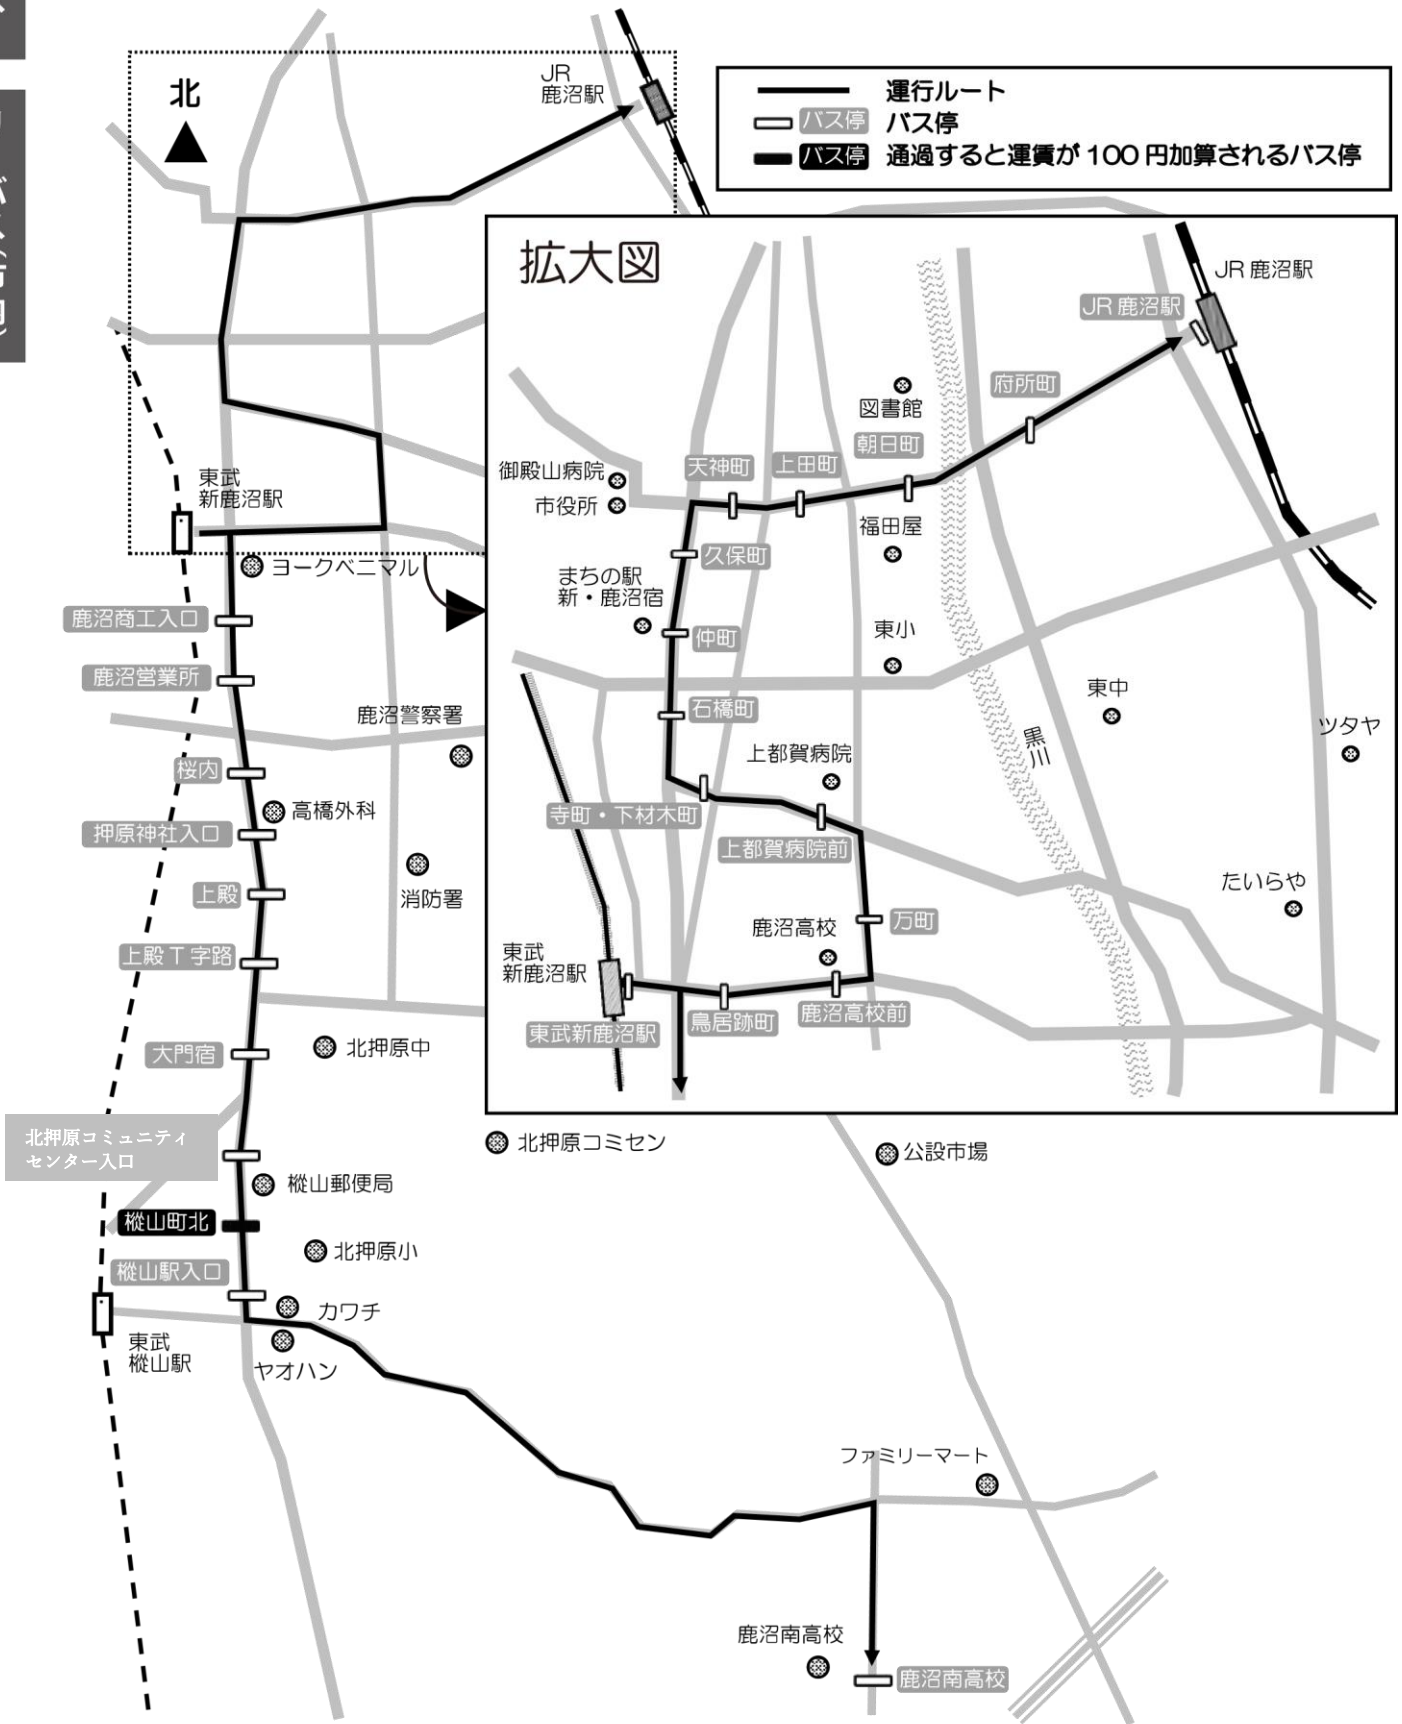 北
JR
鹿沼駅
運行ルート
バス停 バス停
バス停 通過すると運賃が100円加算されるバス停
拡大図
JR 鹿沼駅
JR 鹿沼駅
府所町
図書館
朝日町
上田町
天神町
御殿山病院
市役所
福田屋
久保町
まちの駅
新・鹿沼宿
仲町
東小
石橋町
東中
ツタヤ
黒川
上都賀病院
寺町・下材木町
上都賀病院前
たいらや
万町
鹿沼高校
東武
新鹿沼駅
鹿沼高校前
鳥居跡町
東武新鹿沼駅
東武
新鹿沼駅
ヨークベニマル
鹿沼商工入口
鹿沼営業所
鹿沼警察署
桜内
高橋外科
押原神社入口
上殿
消防署
上殿T字路
大門宿
北押原中
北押原コミュニティ
センター入口
北押原コミセン
公設市場
樅山郵便局
樅山町北
北押原小
樅山駅入口
カワチ
東武
樅山駅
ヤオハン
ファミリーマート
鹿沼南高校
鹿沼南高校